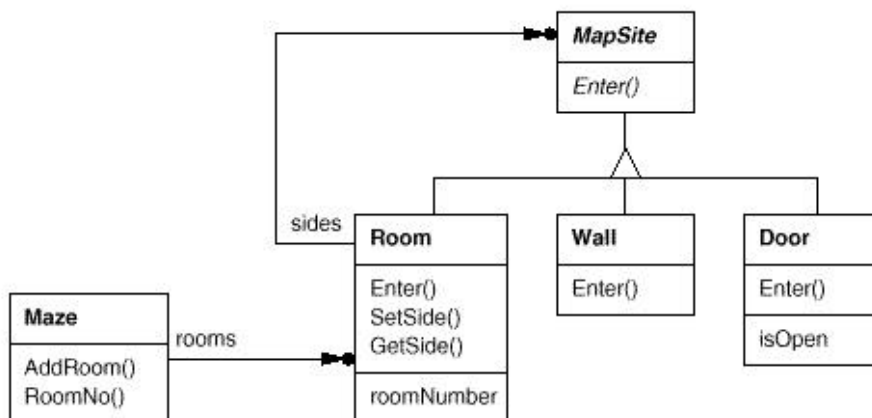 MapSite
Enter()
sides
Room
Enter()
SetSide()
GetSide()
roomNumber
Wall
Enter()
Door
Enter()
isOpen
Maze
AddRoom()
RoomNo()
rooms